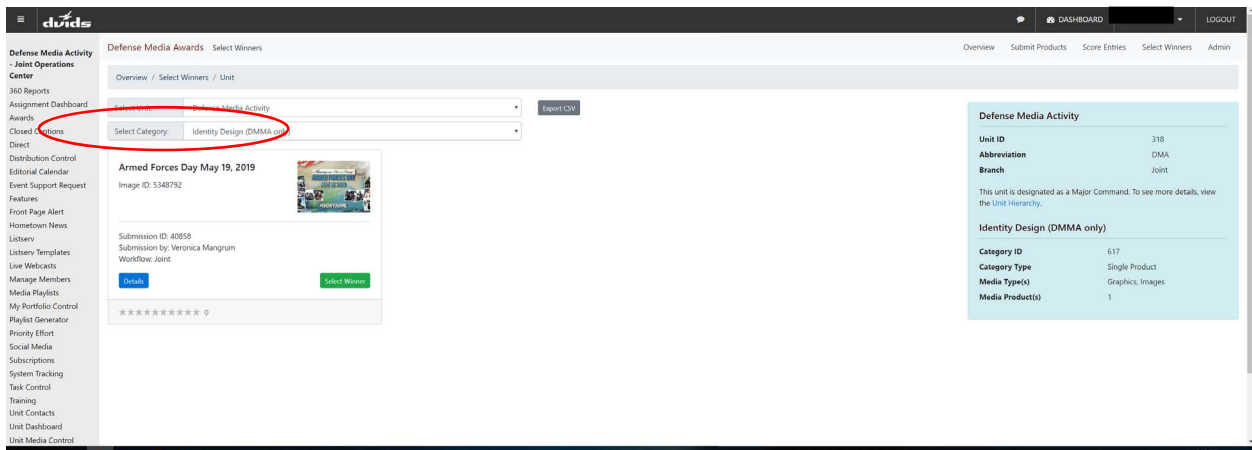 ≡ dvids DASHBOARD LOGOUT
Defense Media Activity - Joint Operations Center
360 Reports
Assignment Dashboard
Awards
Closed Captions
Direct
Distribution Control
Editorial Calendar
Event Support Request
Features
Front Page Alert
Hometown News
Listserv
Listserv Templates
Live Webcasts
Manage Members
Media Playlists
My Portfolio Control
Playlist Generator
Priority Effort
Social Media
Subscriptions
System Tracking
Task Control
Training
Unit Contacts
Unit Dashboard
Unit Media Control
Defense Media Awards Select Winners
Overview Submit Products Score Entries Select Winners Admin
Overview / Select Winners / Unit
Select Unit: Defense Media Activity Export CSV
Select Category: Identity Design (DMMA only)
Armed Forces Day May 19, 2019
Image ID: 5348792
Submission ID: 40858
Submission by: Veronica Mangrum
Workflow: Joint
Details Select Winner
★★★★★★★★★★ 0
Defense Media Activity
Unit ID 318
Abbreviation DMA
Branch Joint
This unit is designated as a Major Command. To see more details, view
the Unit Hierarchy.
Identity Design (DMMA only)
Category ID 617
Category Type Single Product
Media Type(s) Graphics, Images
Media Product(s) 1